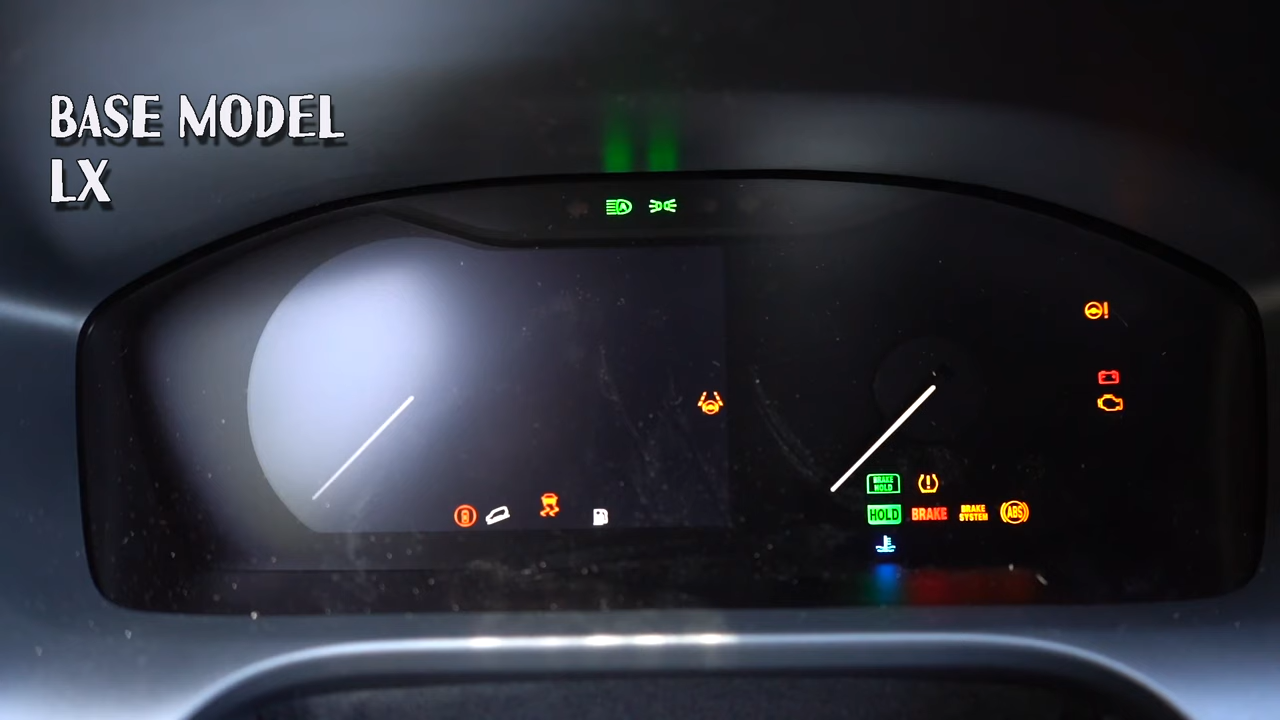 BASE MODEL
LX
A
BRAKE HOLD
HOLD BRAKE BRAKE SYSTEM ABS